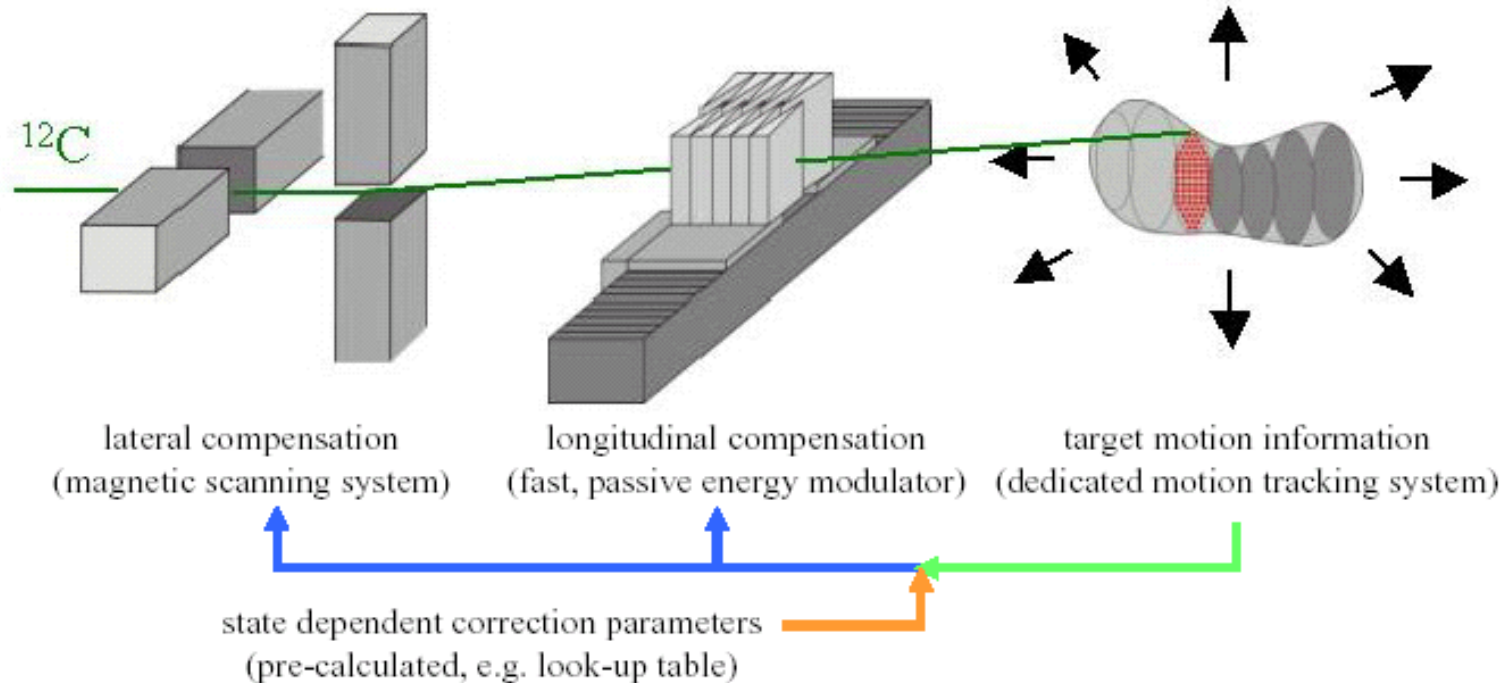 ¹²C
lateral compensation
(magnetic scanning system)
longitudinal compensation
(fast, passive energy modulator)
target motion information
(dedicated motion tracking system)
state dependent correction parameters
(pre-calculated, e.g. look-up table)